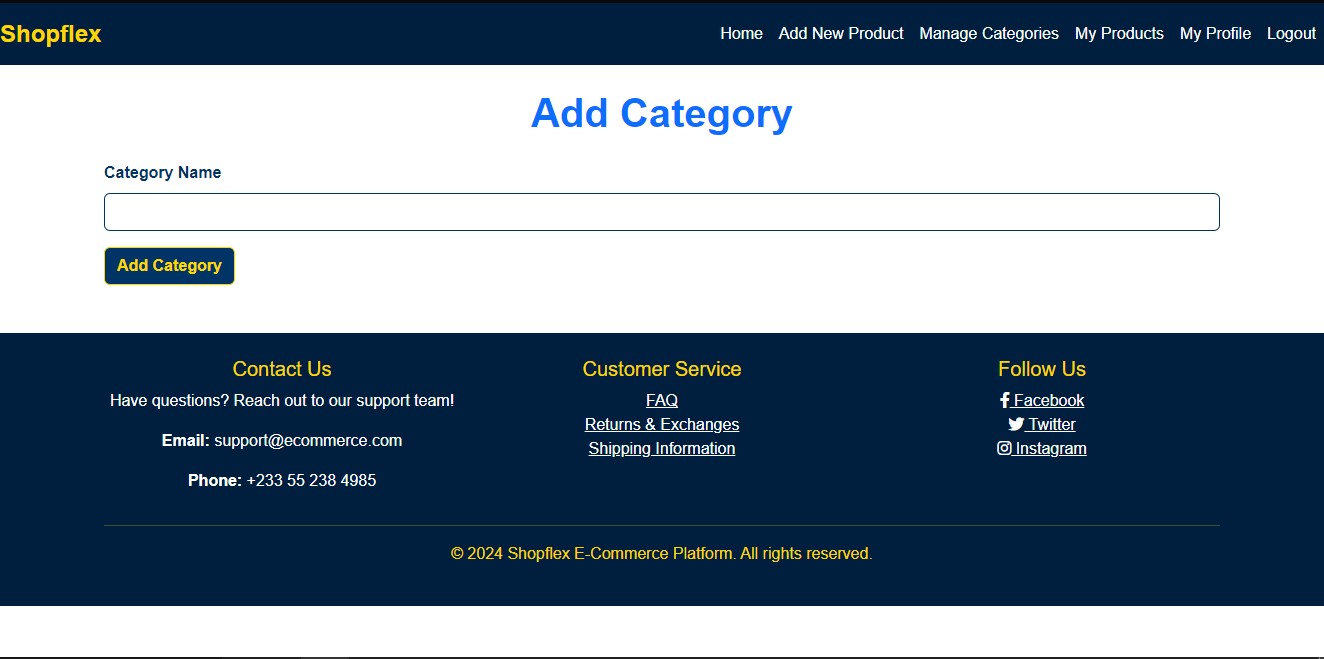 Shopflex
Home Add New Product Manage Categories My Products My Profile Logout
Add Category
Category Name
Add Category
Contact Us
Have questions? Reach out to our support team!
Email: support@ecommerce.com
Phone: +233 55 238 4985
Customer Service
FAQ
Returns & Exchanges
Shipping Information
Follow Us
Facebook
Twitter
Instagram
© 2024 Shopflex E-Commerce Platform. All rights reserved.